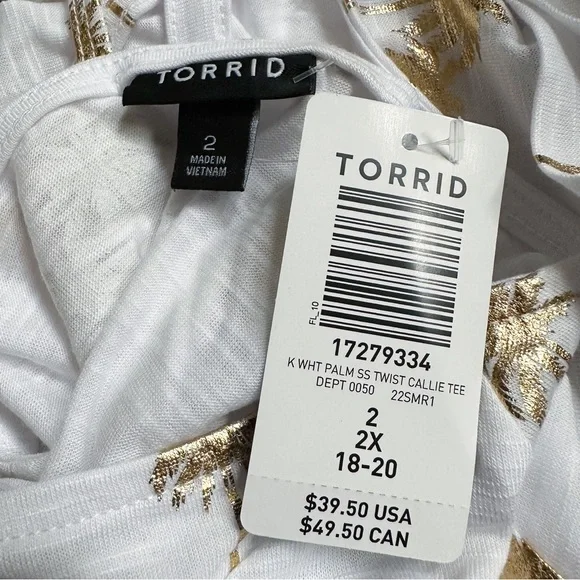 TORRID
2
MADE IN
VIETNAM
TORRID
FL_10
17279334
K WHT PALM SS TWIST CALLIE TEE
DEPT 0050 22SMR1
2
2X
18-20
$39.50 USA
$49.50 CAN